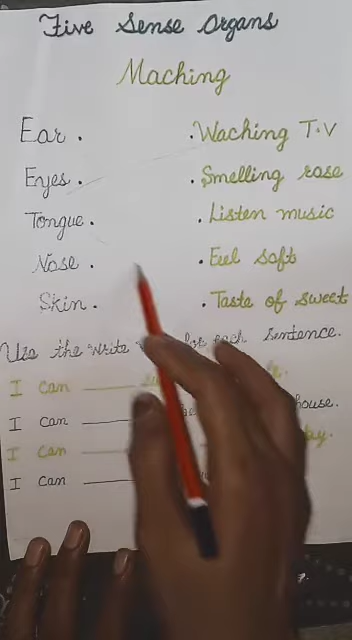 Five Sense Organs
Maching
Ear . . Waching T.V
Eyes . . Smelling rose
Tongue . . Listen music
Nose . . Feel soft
Skin . . Taste of sweet
Use the write each sentence.
I can
I can house.
I can
I can